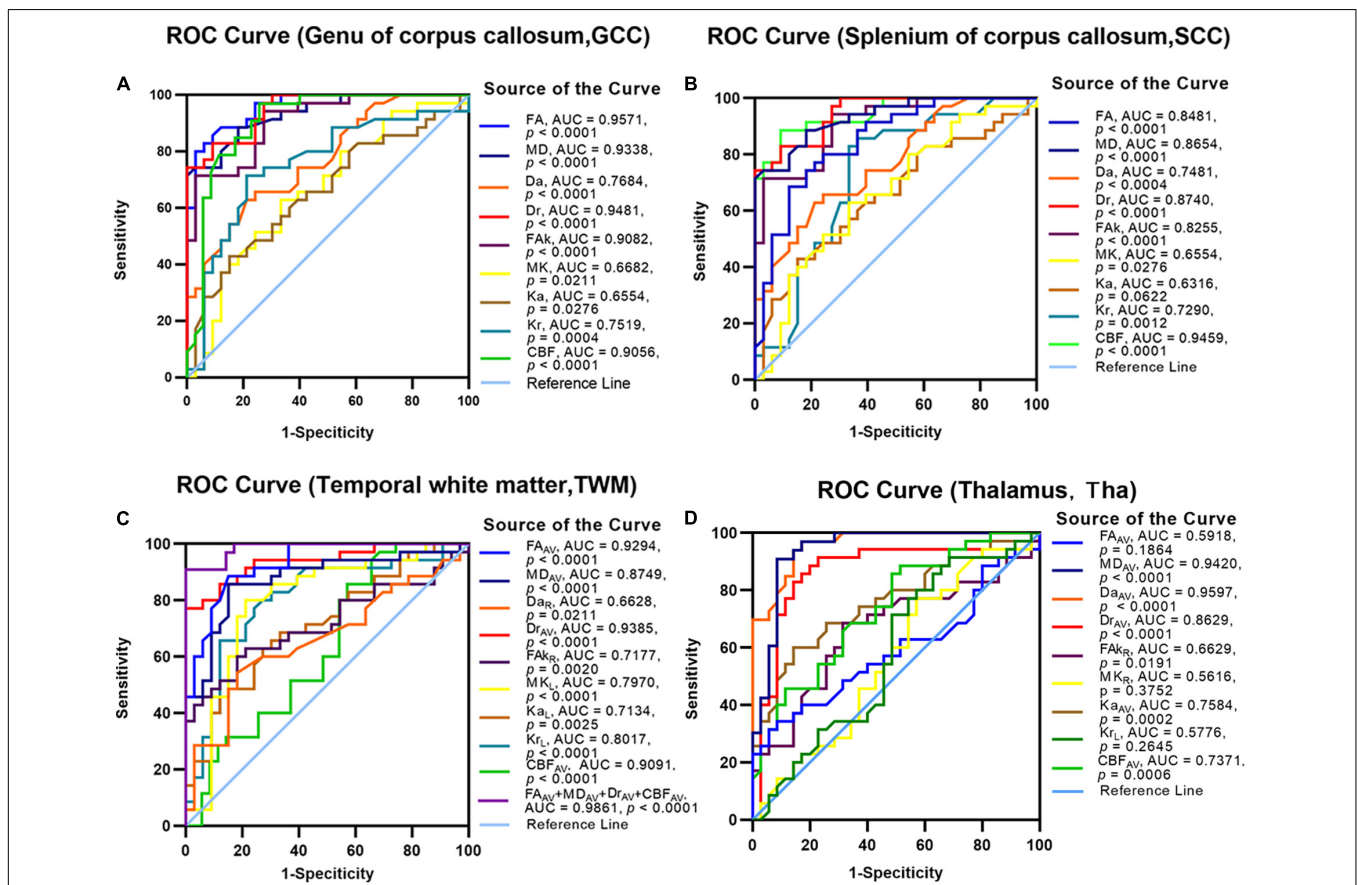 ROC Curve (Genu of corpus callosum,GCC)
A
Source of the Curve
100
80
60
40
20
0
Sensitivity
0 20 40 60 80 100
1-Speciticity
FA, AUC = 0.9571,
p < 0.0001
MD, AUC = 0.9338,
p < 0.0001
Da, AUC = 0.7684,
p < 0.0001
Dr, AUC = 0.9481,
p < 0.0001
FAk, AUC = 0.9082,
p < 0.0001
MK, AUC = 0.6682,
p = 0.0211
Ka, AUC = 0.6554,
p = 0.0276
Kr, AUC = 0.7519,
p = 0.0004
CBF, AUC = 0.9056,
p < 0.0001
Reference Line
ROC Curve (Splenium of corpus callosum,SCC)
B
Source of the Curve
100
80
60
40
20
0
Sensitivity
0 20 40 60 80 100
1-Speciticity
FA, AUC = 0.8481,
p < 0.0001
MD, AUC = 0.8654,
p < 0.0001
Da, AUC = 0.7481,
p < 0.0004
Dr, AUC = 0.8740,
p < 0.0001
FAk, AUC = 0.8255,
p < 0.0001
MK, AUC = 0.6554,
p = 0.0276
Ka, AUC = 0.6316,
p = 0.0622
Kr, AUC = 0.7290,
p = 0.0012
CBF, AUC = 0.9459,
p < 0.0001
Reference Line
ROC Curve (Temporal white matter,TWM)
C
Source of the Curve
100
80
60
40
20
0
Sensitivity
0 20 40 60 80 100
1-Specificity
FAAV, AUC = 0.9294,
p < 0.0001
MDAV, AUC = 0.8749,
p < 0.0001
DaR, AUC = 0.6628,
p = 0.0211
DrAV, AUC = 0.9385,
p < 0.0001
FAkR, AUC = 0.7177,
p = 0.0020
MKL, AUC = 0.7970,
p < 0.0001
KaL, AUC = 0.7134,
p = 0.0025
KrL, AUC = 0.8017,
p < 0.0001
CBFAV, AUC = 0.9091,
p < 0.0001
FAAV+MDAV+DrAV+CBFAV,
AUC = 0.9861, p < 0.0001
Reference Line
ROC Curve (Thalamus, Tha)
D
Source of the Curve
100
80
60
40
20
0
Sensitivity
0 20 40 60 80 100
1-Specificity
FAAV, AUC = 0.5918,
p = 0.1864
MDAV, AUC = 0.9420,
p < 0.0001
DaAV, AUC = 0.9597,
p < 0.0001
DrAV, AUC = 0.8629,
p < 0.0001
FAkR, AUC = 0.6629,
p = 0.0191
MKR, AUC = 0.5616,
p = 0.3752
KaAV, AUC = 0.7584,
p = 0.0002
KrL, AUC = 0.5776,
p = 0.2645
CBFAV, AUC = 0.7371,
p = 0.0006
Reference Line